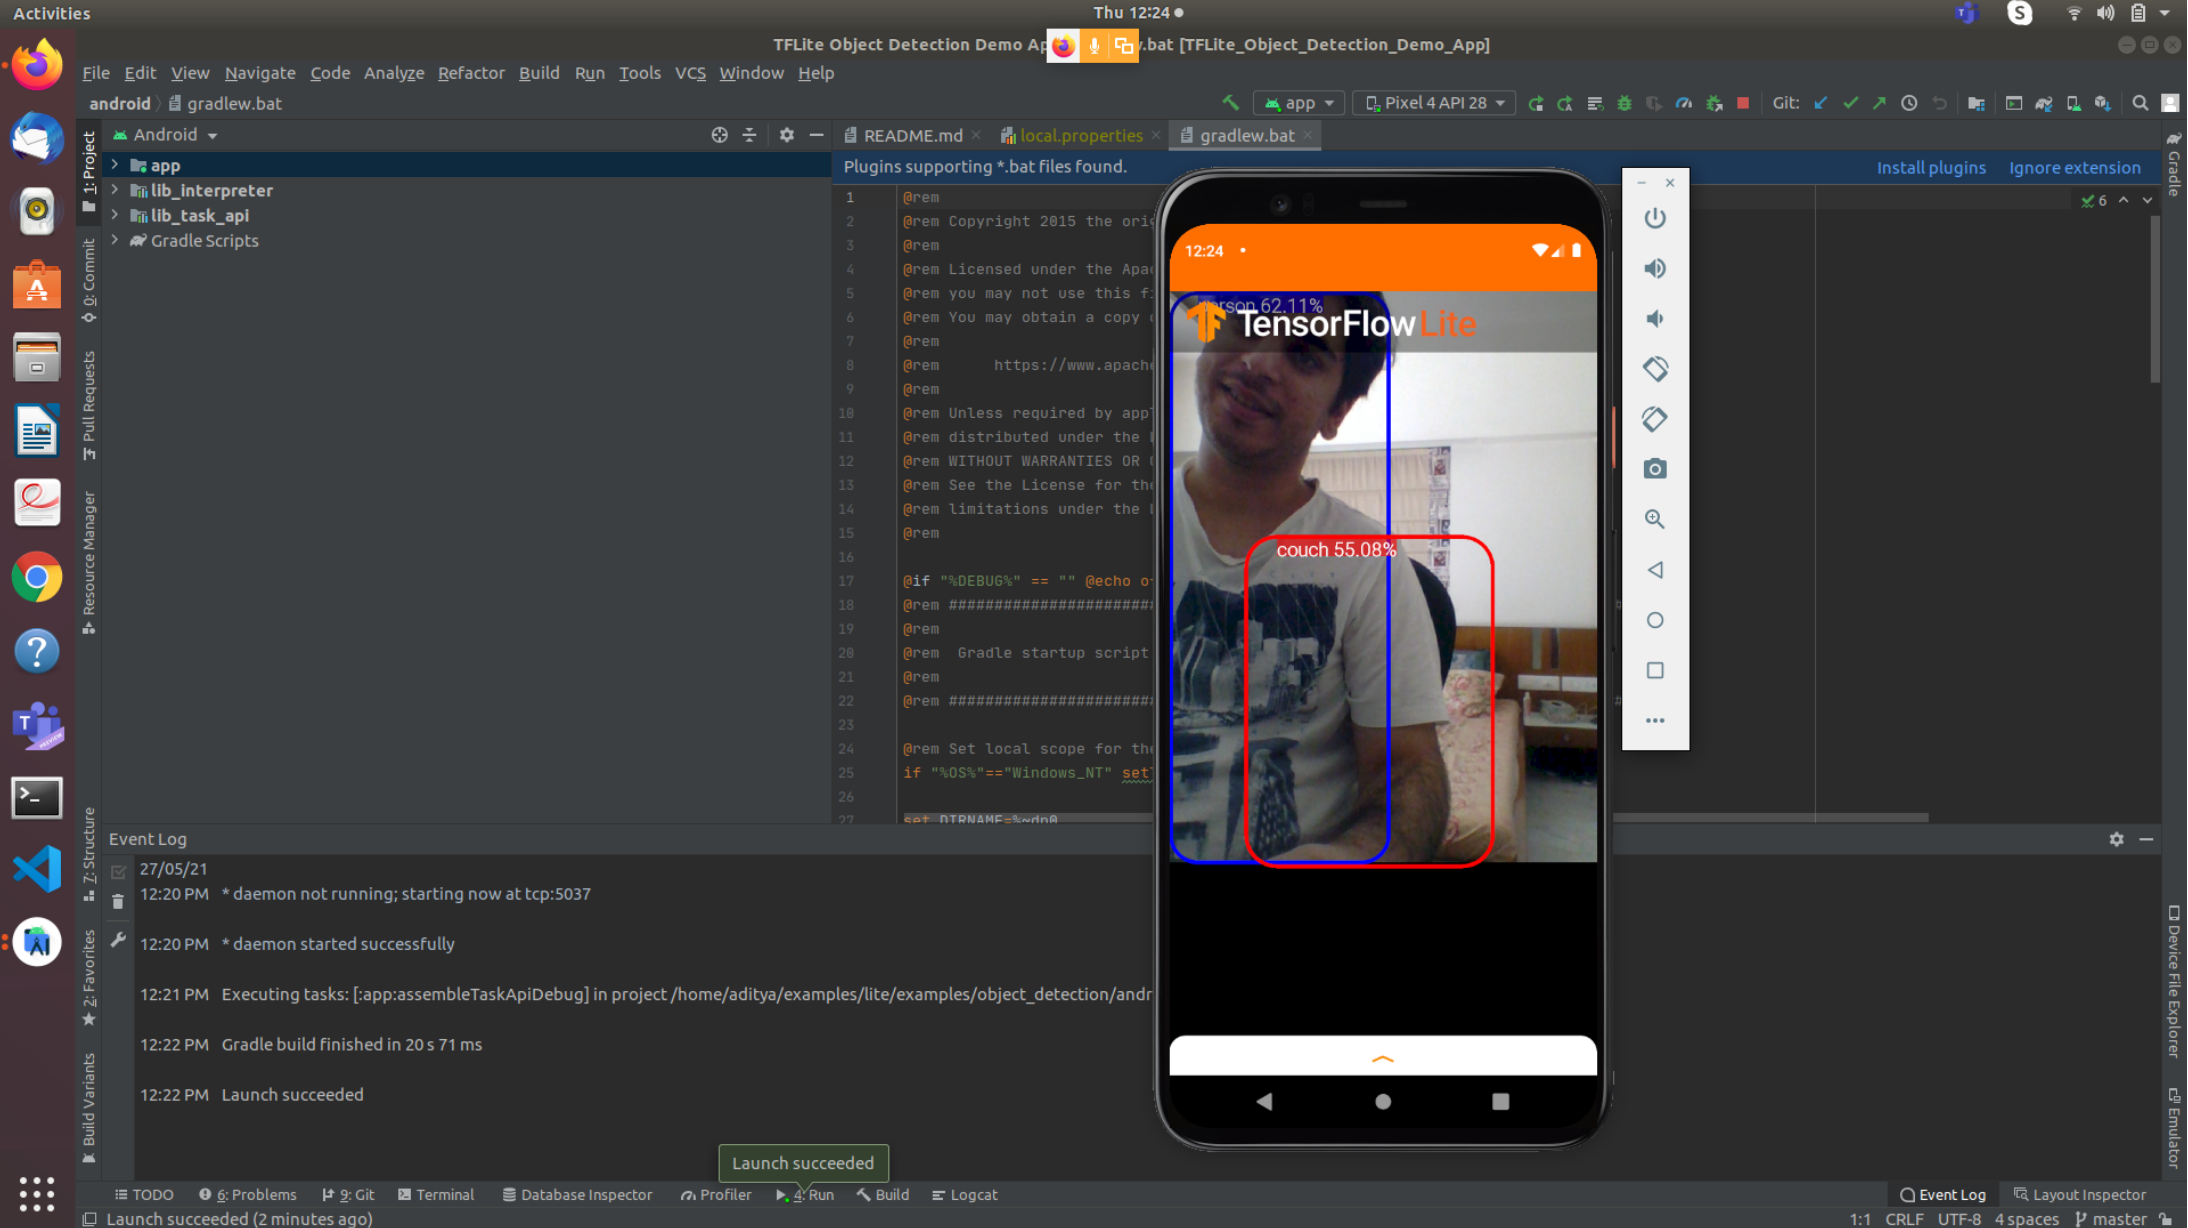 Activities
Thu 12:24
TFLite Object Detection Demo Ap
w.bat [TFLite_Object_Detection_Demo_App]
File Edit View Navigate Code Analyze Refactor Build Run Tools VCS Window Help
android gradlew.bat
app
Pixel 4 API 28
Git:
Android
README.md
local.properties
gradlew.bat
Plugins supporting *.bat files found.
Install plugins
Ignore extension
app
lib_interpreter
lib_task_api
Gradle Scripts
1: Project
0: Commit
Pull Requests
Resource Manager
7: Structure
2: Favorites
Build Variants
6
1 @rem
2 @rem Copyright 2015 the orig
3 @rem
4 @rem Licensed under the Apac
5 @rem you may not use this fi
6 @rem You may obtain a copy o
7 @rem
8 @rem      https://www.apache
9 @rem
10 @rem Unless required by appl
11 @rem distributed under the L
12 @rem WITHOUT WARRANTIES OR C
13 @rem See the License for the
14 @rem limitations under the L
15 @rem
16
17 @if "%DEBUG%" == "" @echo of
18 @rem ##########################
19 @rem
20 @rem  Gradle startup script
21 @rem
22 @rem ##########################
23
24 @rem Set local scope for the
25 if "%OS%"=="Windows_NT" setl
26
27 set DIRNAME=%~dp0
12:24
62.11%
TensorFlow Lite
couch 55.08%
Gradle
Device File Explorer
Emulator
Event Log
27/05/21
12:20 PM * daemon not running; starting now at tcp:5037
12:20 PM * daemon started successfully
12:21 PM Executing tasks: [:app:assembleTaskApiDebug] in project /home/aditya/examples/lite/examples/object_detection/andr
12:22 PM Gradle build finished in 20 s 71 ms
12:22 PM Launch succeeded
Launch succeeded
TODO 6: Problems 9: Git Terminal Database Inspector Profiler 4: Run Build Logcat
Event Log Layout Inspector
Launch succeeded (2 minutes ago)
1:1 CRLF UTF-8 4 spaces master